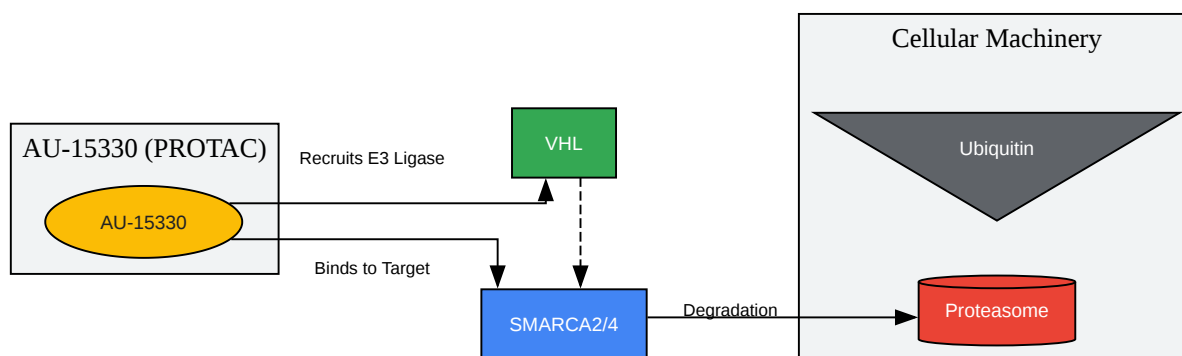 Cellular Machinery
AU-15330 (PROTAC)
Recruits E3 Ligase
VHL
Ubiquitin
AU-15330
Binds to Target
SMARCA2/4
Degradation
Proteasome